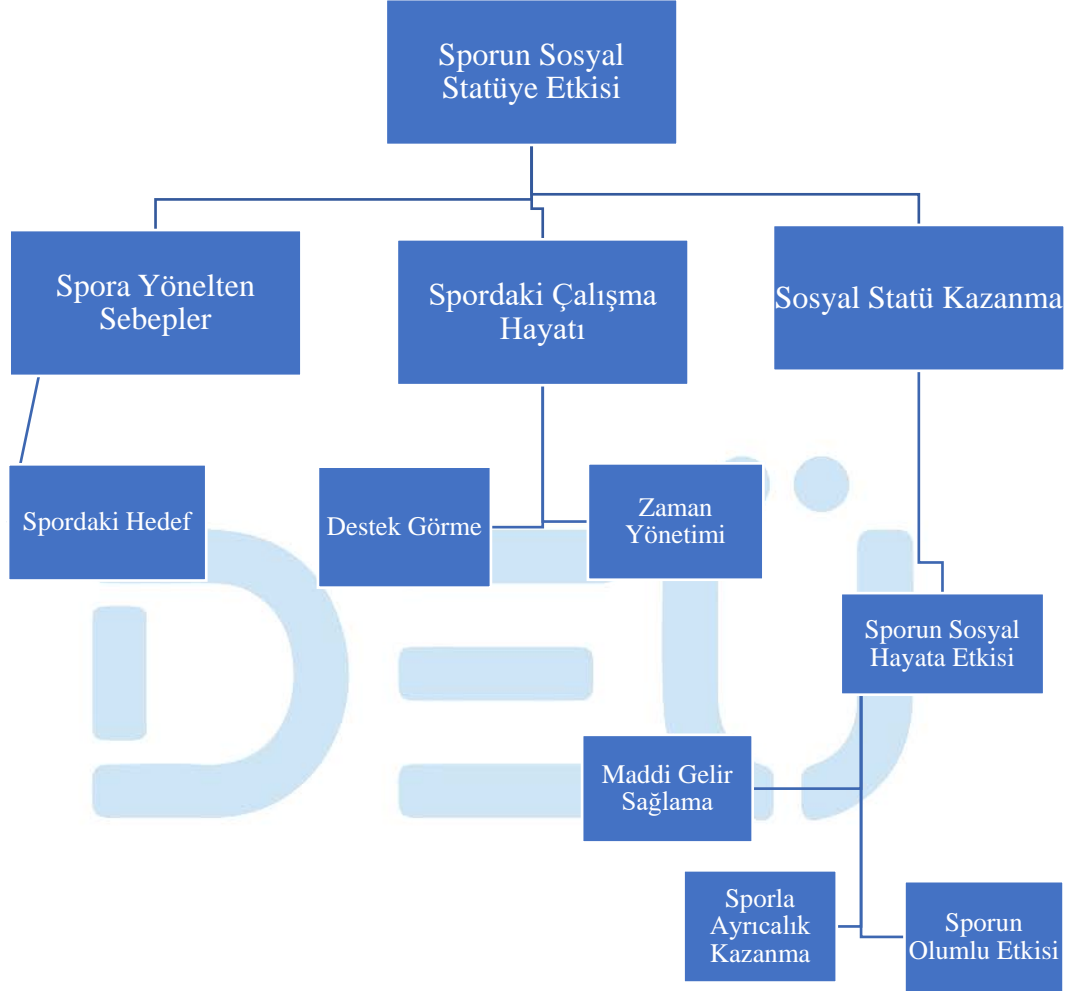 Sporun Sosyal
Statüye Etkisi
Spora Yönelten
Sebepler
Spordaki Çalışma
Hayatı
Sosyal Statü Kazanma
Spordaki Hedef
Destek Görme
Zaman
Yönetimi
Sporun Sosyal
Hayata Etkisi
Maddi Gelir
Sağlama
Sporla
Ayrıcalık
Kazanma
Sporun
Olumlu Etkisi
DEÜ